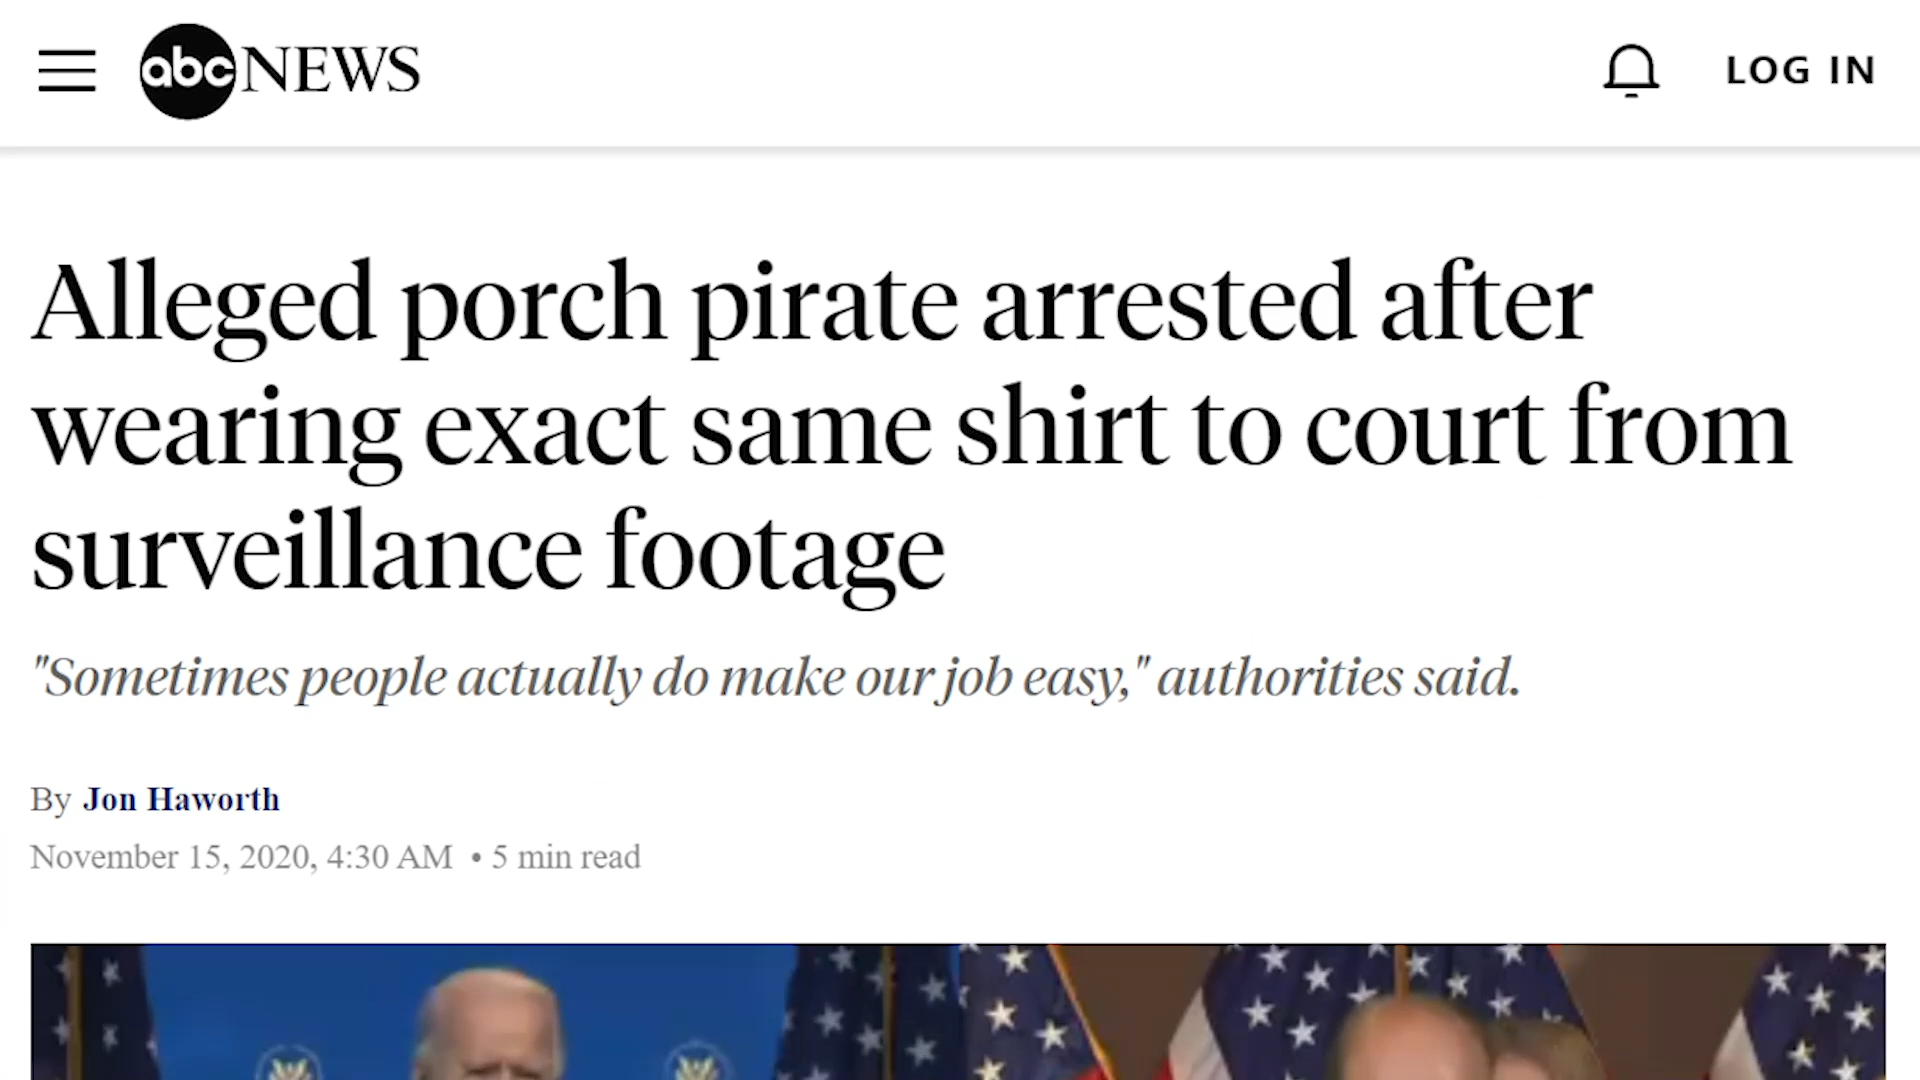 abc NEWS
LOG IN
Alleged porch pirate arrested after
wearing exact same shirt to court from
surveillance footage
"Sometimes people actually do make our job easy," authorities said.
By Jon Haworth
November 15, 2020, 4:30 AM • 5 min read